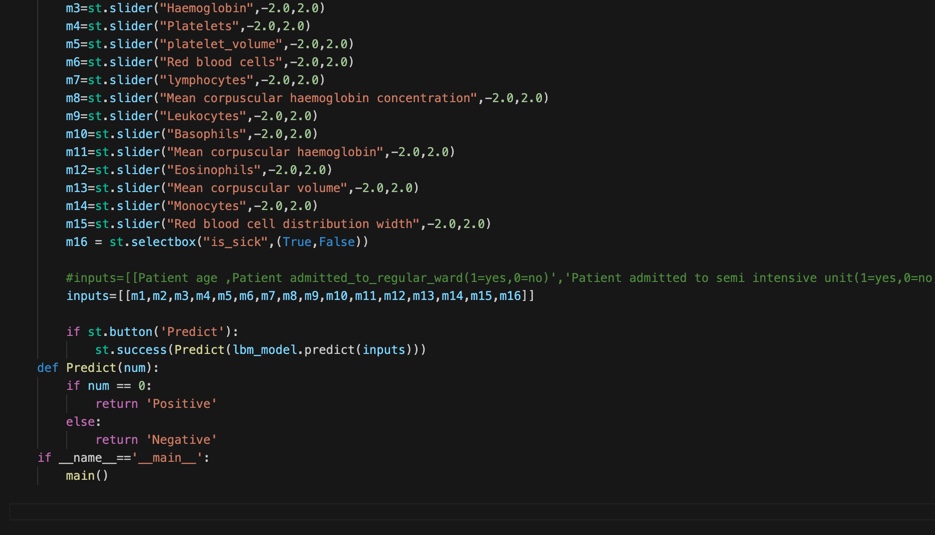 m3=st.slider("Haemoglobin",-2.0,2.0)
m4=st.slider("Platelets",-2.0,2.0)
m5=st.slider("platelet_volume",-2.0,2.0)
m6=st.slider("Red blood cells",-2.0,2.0)
m7=st.slider("lymphocytes",-2.0,2.0)
m8=st.slider("Mean corpuscular haemoglobin concentration",-2.0,2.0)
m9=st.slider("Leukocytes",-2.0,2.0)
m10=st.slider("Basophils",-2.0,2.0)
m11=st.slider("Mean corpuscular haemoglobin",-2.0,2.0)
m12=st.slider("Eosinophils",-2.0,2.0)
m13=st.slider("Mean corpuscular volume",-2.0,2.0)
m14=st.slider("Monocytes",-2.0,2.0)
m15=st.slider("Red blood cell distribution width",-2.0,2.0)
m16 = st.selectbox("is_sick",(True,False))
#inputs=[[Patient age ,Patient admitted_to_regular_ward(1=yes,0=no)','Patient admitted to semi intensive unit(1=yes,0=no
inputs=[[m1,m2,m3,m4,m5,m6,m7,m8,m9,m10,m11,m12,m13,m14,m15,m16]]
if st.button('Predict'):
st.success(Predict(lbm_model.predict(inputs)))
def Predict(num):
if num == 0:
return 'Positive'
else:
return 'Negative'
if __name__=='__main__':
main()